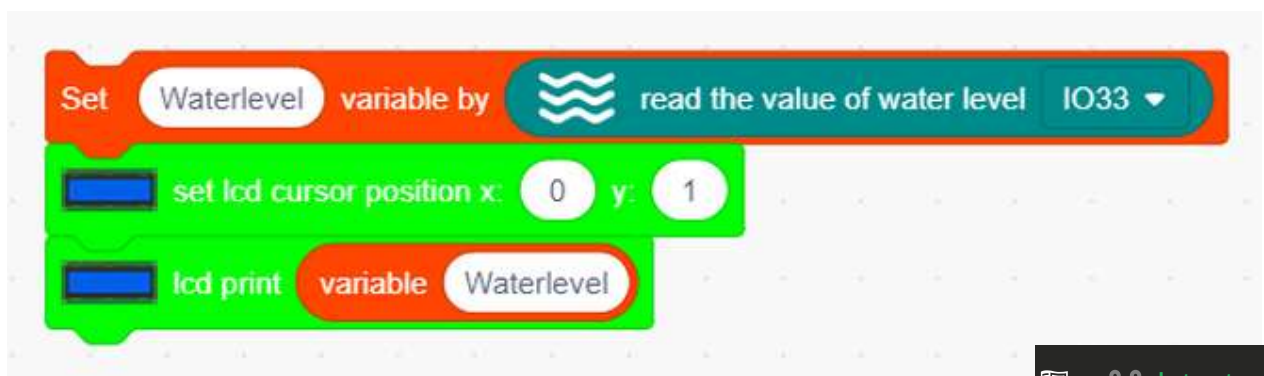 Set Waterlevel variable by read the value of water level IO33
set lcd cursor position x: 0 y: 1
lcd print variable Waterlevel